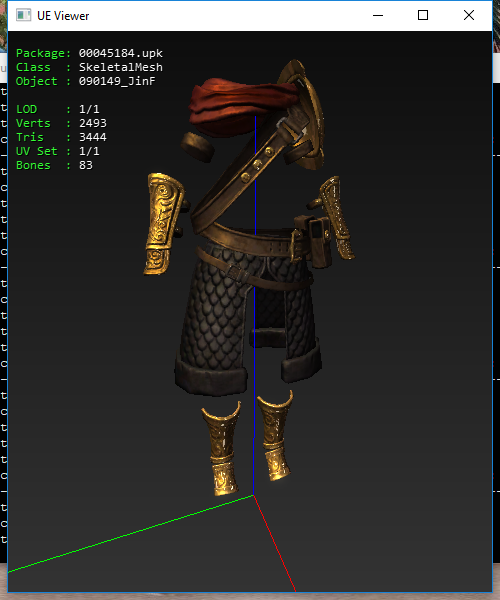 UE Viewer
Package: 00045184.upk
Class  : SkeletalMesh
Object : 090149_JinF
LOD    : 1/1
Verts  : 2493
Tris   : 3444
UV Set : 1/1
Bones  : 83